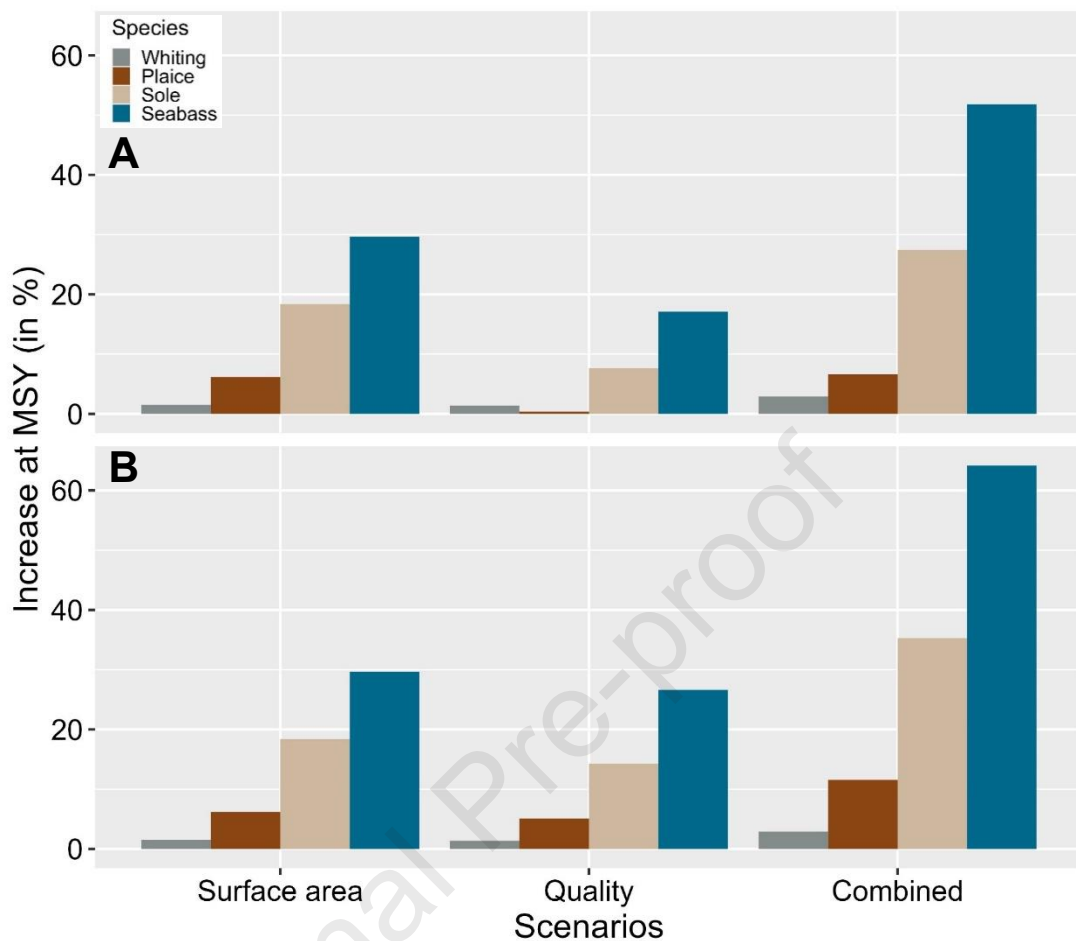 Species
Whiting
Plaice
Sole
Seabass
A
60
40
20
0
Increase at MSY (in %)
B
60
40
20
0
Surface area
Quality
Combined
Scenarios
nal Pre-proof